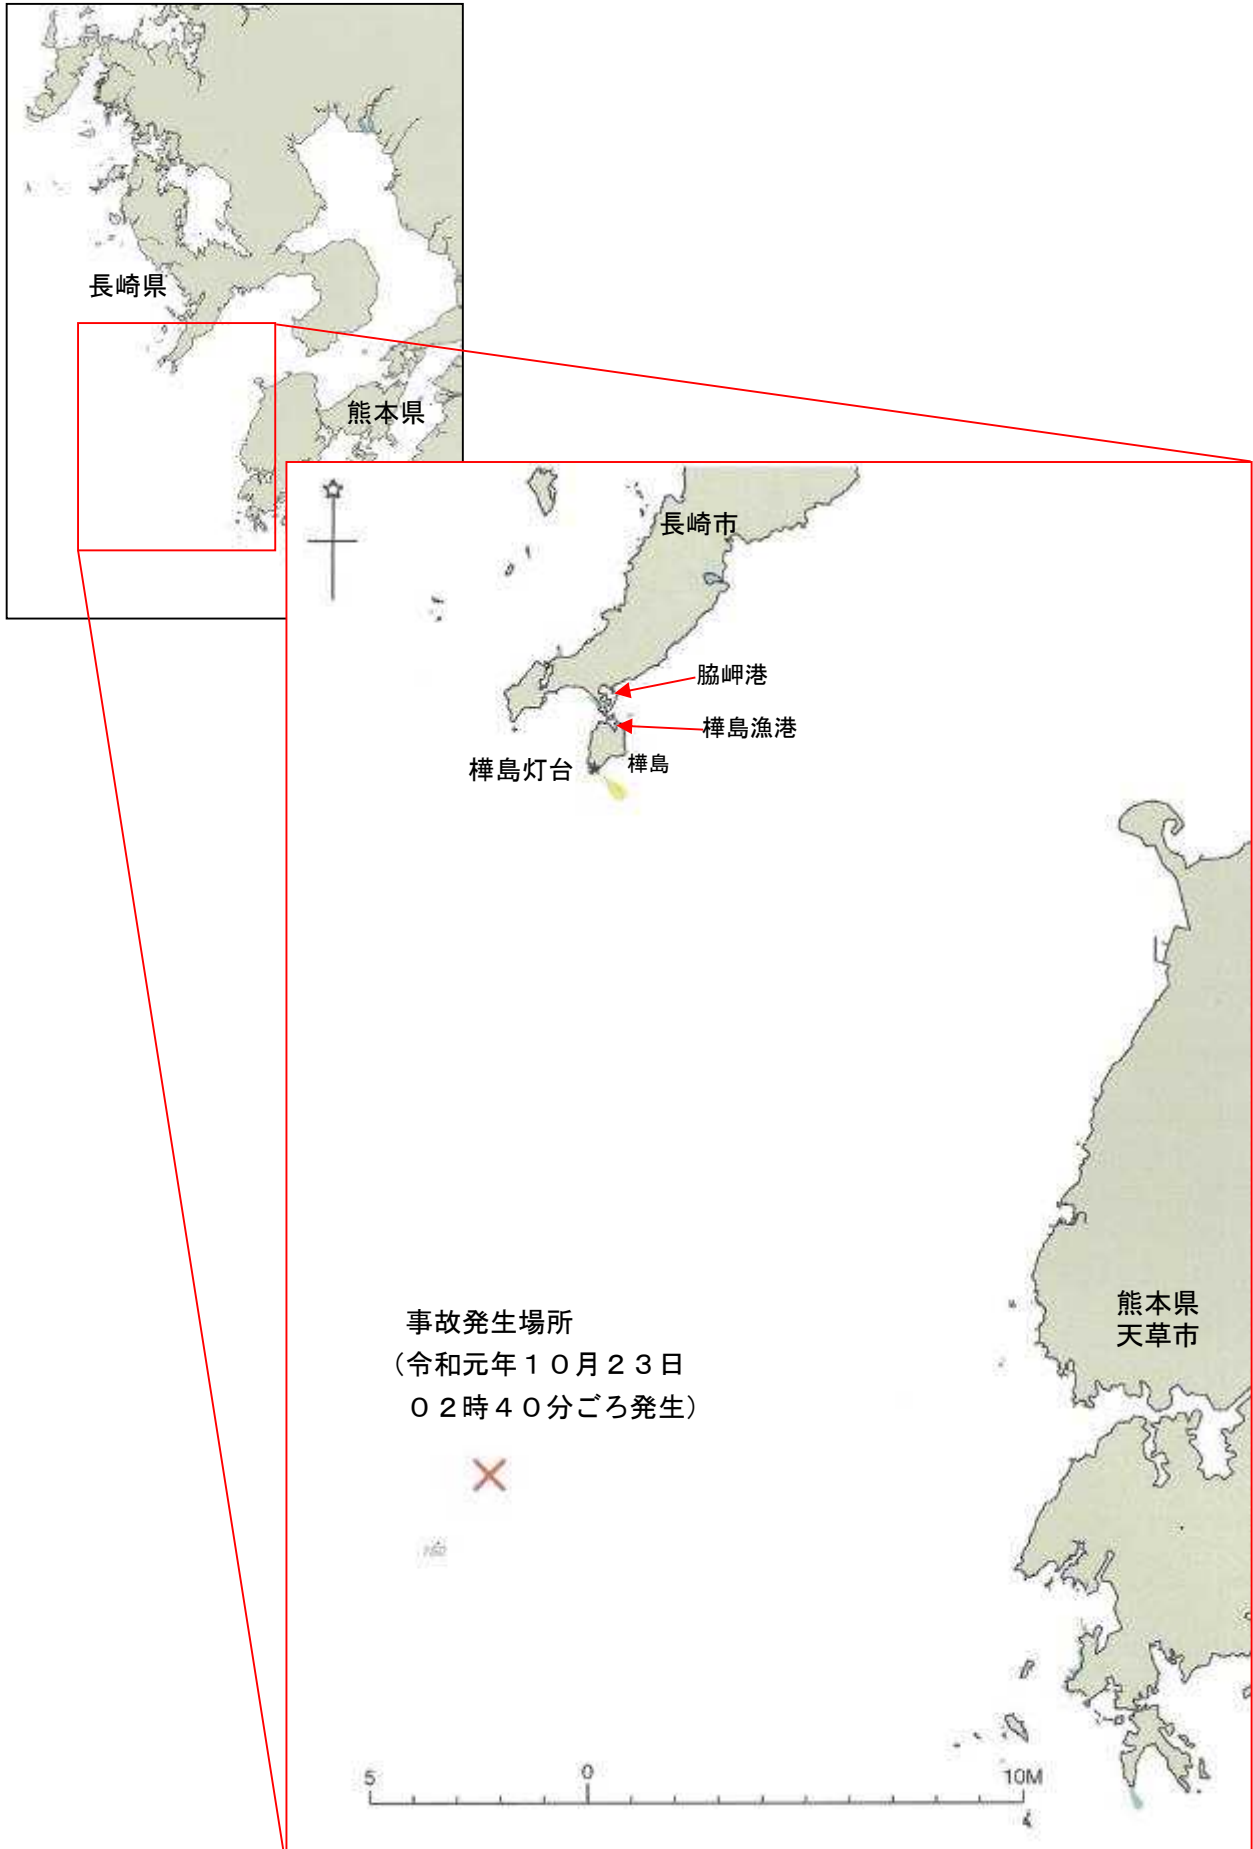 長崎県
熊本県
長崎市
脇岬港
樺島漁港
樺島灯台
樺島
事故発生場所
（令和元年１０月２３日
０２時４０分ごろ発生）
熊本県
天草市
5 0 10M